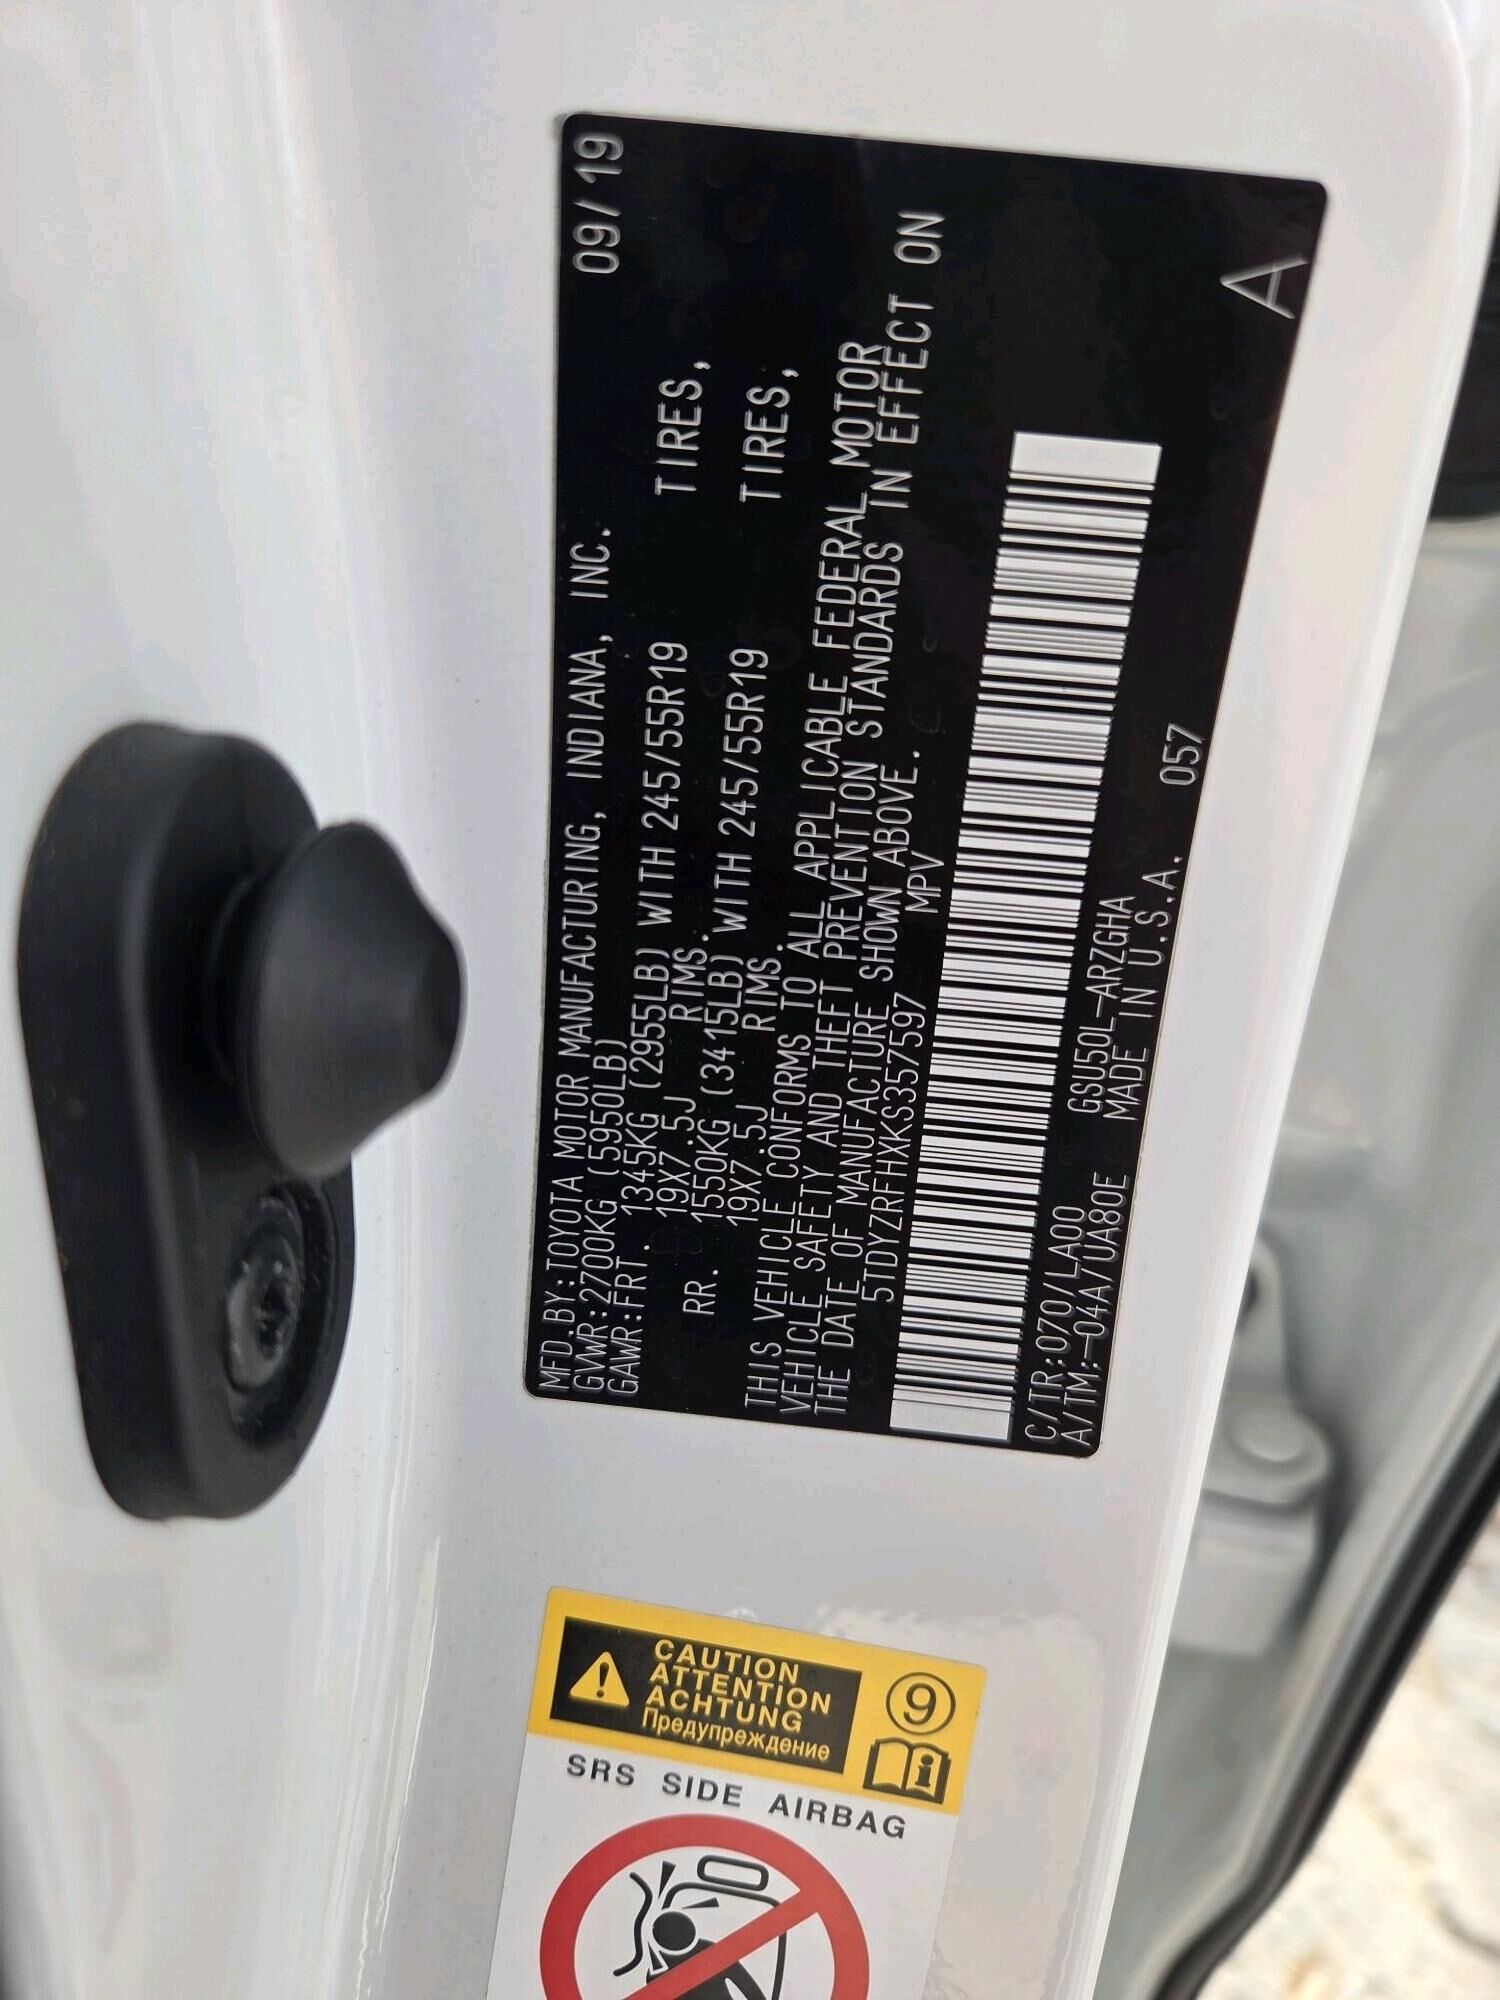 MFD.BY:TOYOTA MOTOR MANUFACTURING, INDIANA, INC. 09/19
GVWR:2700KG (5950LB)
GAWR:FRT. 1345KG (2955LB) WITH 245/55R19 TIRES,
19X7.5J RIMS.
RR. 1550KG (3415LB) WITH 245/55R19 TIRES,
19X7.5J RIMS.
THIS VEHICLE CONFORMS TO ALL APPLICABLE FEDERAL MOTOR
VEHICLE SAFETY AND THEFT PREVENTION STANDARDS IN EFFECT ON
THE DATE OF MANUFACTURE SHOWN ABOVE.
5TDYZRFHXKS357597 MPV
C/TR:070/LA00 GSU50L-ARZGHA 057
A/TM:-04A/UA80E MADE IN U.S.A.
A
CAUTION
ATTENTION
ACHTUNG
Предупреждение
9
i
SRS SIDE AIRBAG